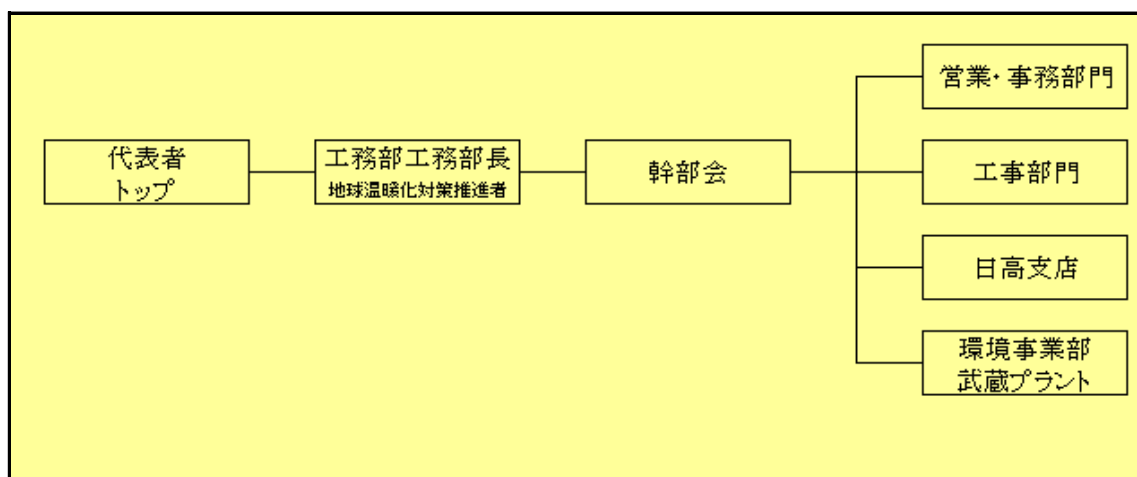 代表者
トップ
工務部工務部長
地球温暖化対策推進者
幹部会
営業・事務部門
工事部門
日高支店
環境事業部
武蔵プラント